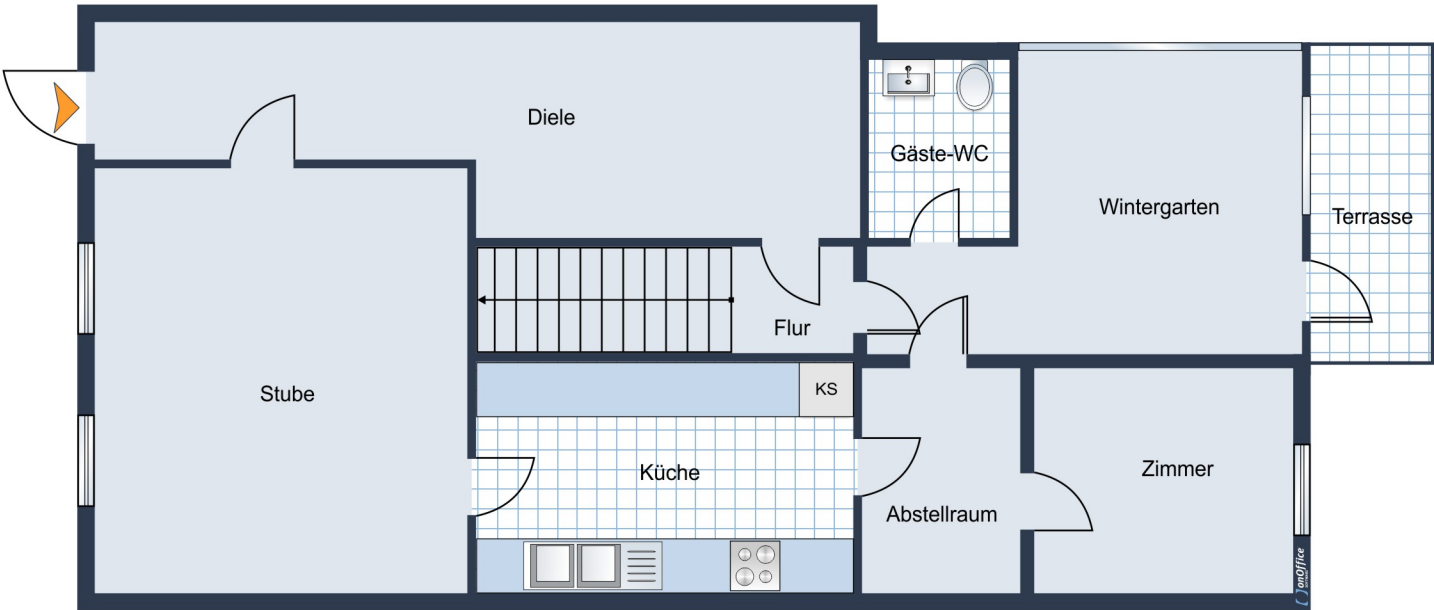 Diele
Gäste-WC
Wintergarten
Terrasse
Flur
KS
Stube
Küche
Zimmer
Abstellraum
onOffice